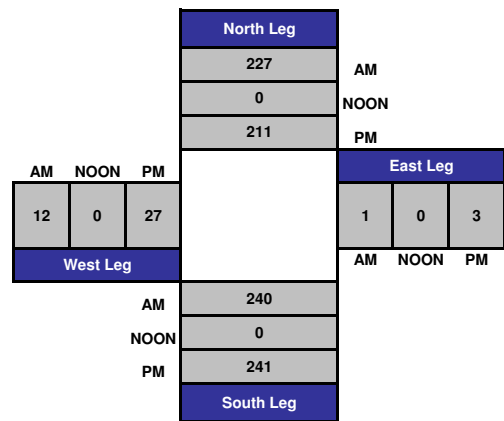 North Leg
227 AM
0 NOON
211 PM
AM NOON PM
East Leg
12 0 27
1 0 3
West Leg
AM NOON PM
AM 240
NOON 0
PM 241
South Leg